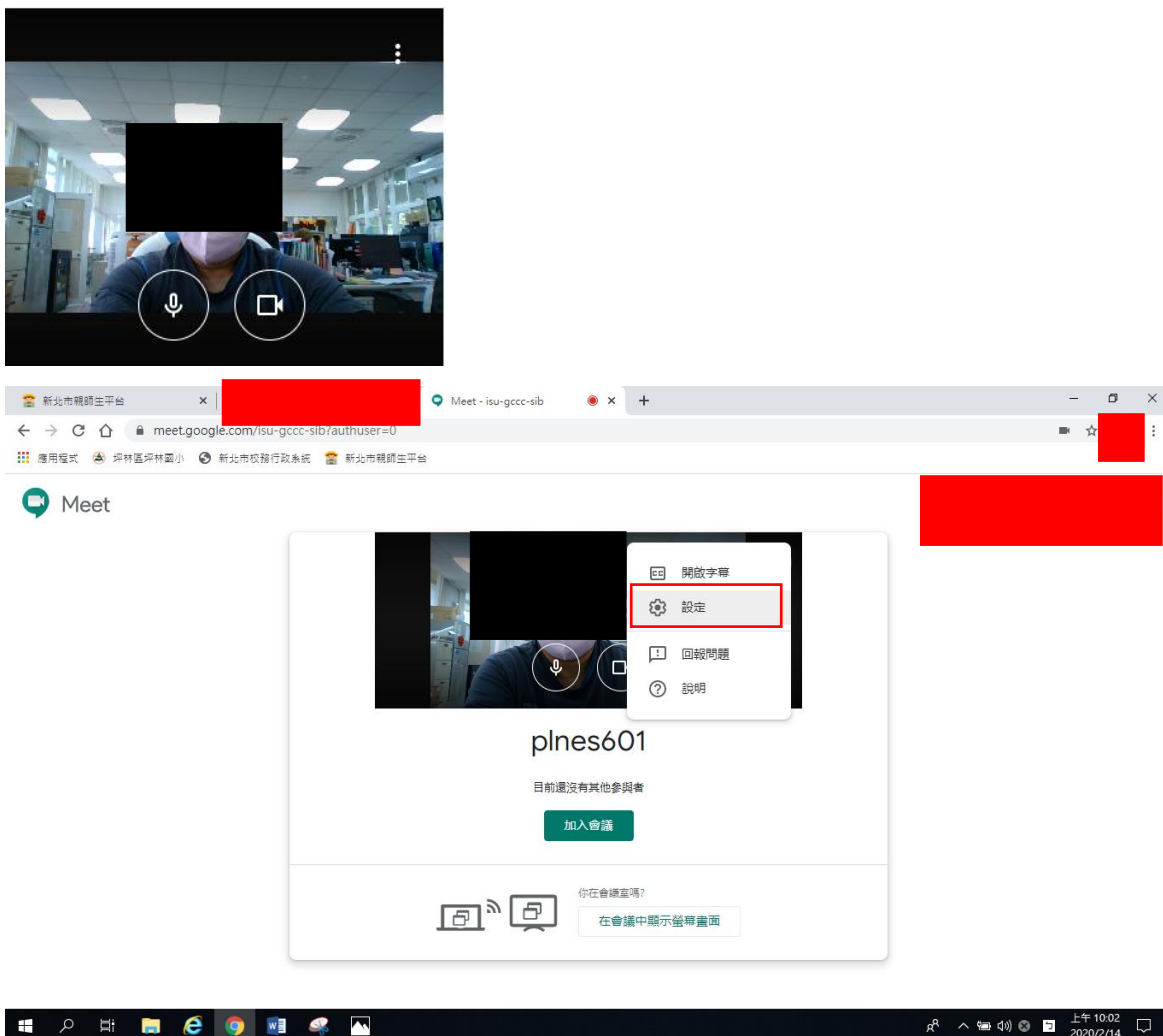 新北市親師生平台
Meet - isu-gccc-sib
meet.google.com/isu-gccc-sib?authuser=0
應用程式 坪林區坪林國小 新北市校務行政系統 新北市親師生平台
Meet
CC 開啟字幕
設定
回報問題
說明
plnes601
目前還沒有其他參與者
加入會議
你在會議室嗎?
在會議中顯示螢幕畫面
上午 10:02
2020/2/14